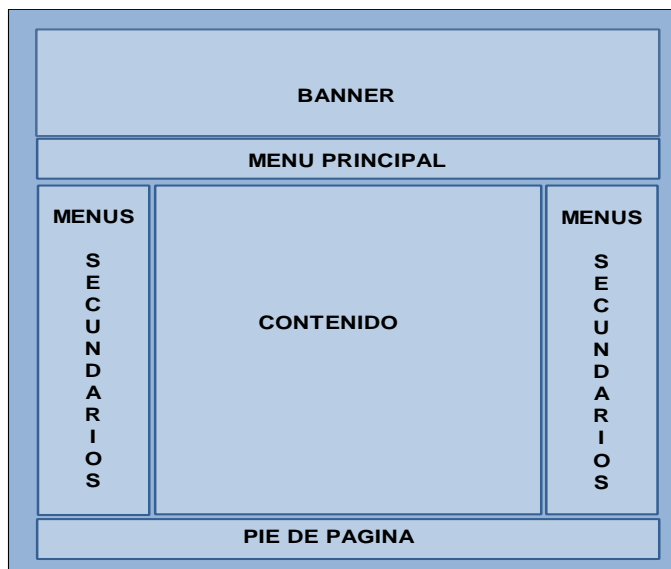 BANNER
MENU PRINCIPAL
MENUS
S
E
C
U
N
D
A
R
I
O
S
CONTENIDO
MENUS
S
E
C
U
N
D
A
R
I
O
S
PIE DE PAGINA